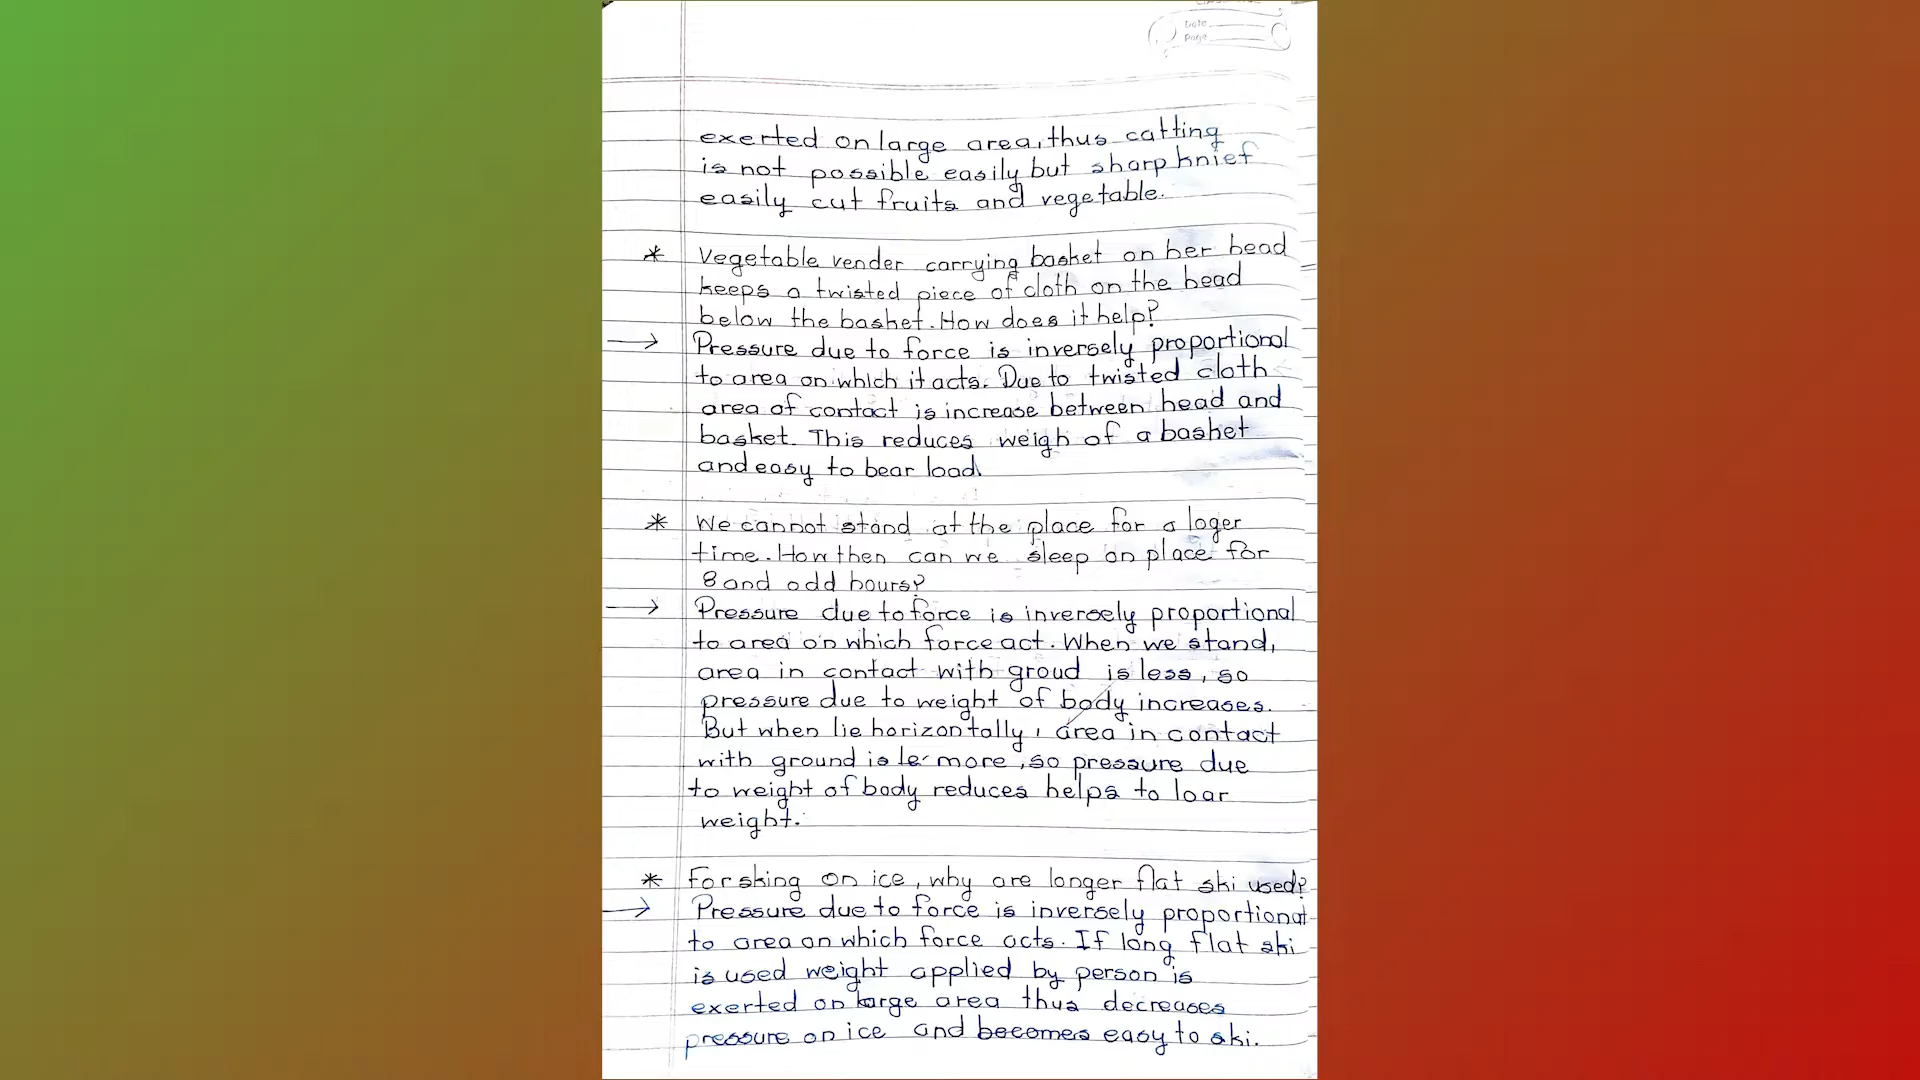 Date
Page
exerted on large area, thus catting
is not possible easily but sharp knief
easily cut fruits and vegetable.
* Vegetable vender carrying basket on her head
keeps a twisted piece of cloth on the head
below the basket. How does it help?
→ Pressure due to force is inversely proportional
to area on which it acts. Due to twisted cloth
area of contact is increase between head and
basket. This reduces weigh of a basket
and easy to bear load.
* We cannot stand at the place for a loger
time. How then can we sleep on place for
8 and odd hours?
→ Pressure due to force is inversely proportional
to area on which force act. When we stand,
area in contact with groud is less, so
pressure due to weight of body increases.
But when lie horizontally, area in contact
with ground is le more, so pressure due
to weight of body reduces helps to loar
weight.
* For sking on ice, why are longer flat ski used?
→ Pressure due to force is inversely proportional
to area on which force acts. If long flat ski
is used weight applied by person is
exerted on large area thus decreases
pressure on ice and becomes easy to ski.